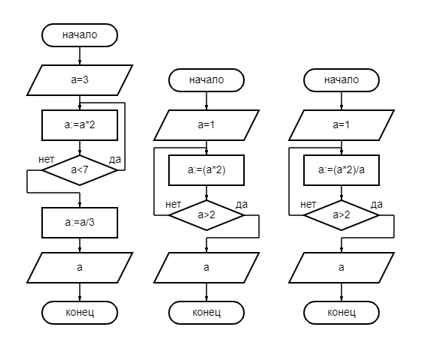 начало
a=3
a:=a*2
нет
да
a<7
a:=a/3
a
конец
начало
a=1
a:=(a*2)
нет
да
a>2
a
конец
начало
a=1
a:=(a*2)/a
нет
да
a>2
a
конец